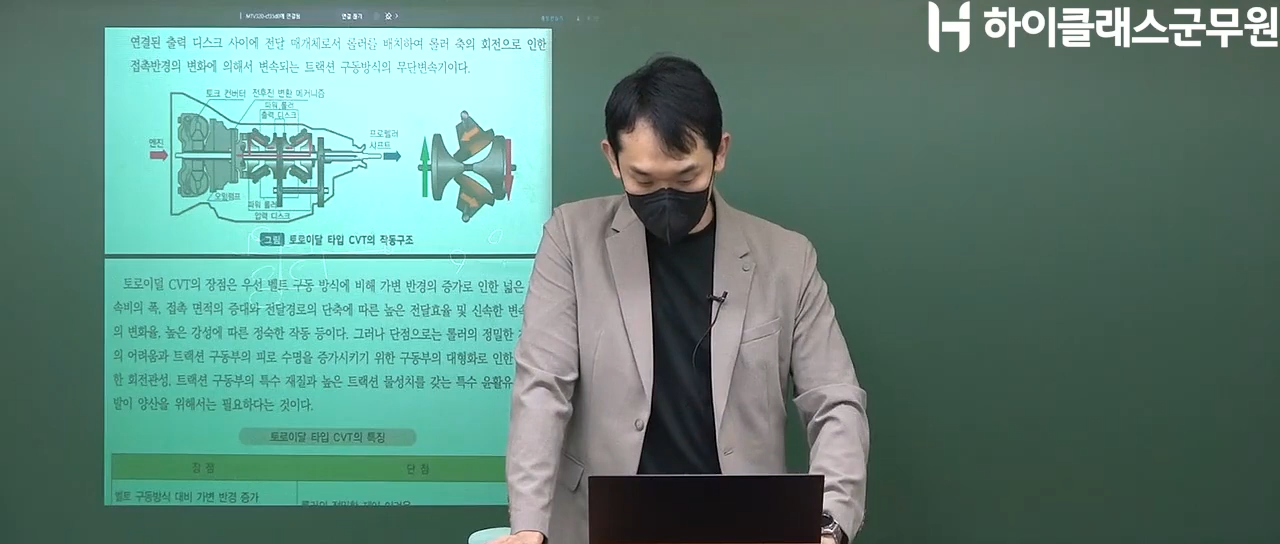 하이클래스군무원
연결 끊기
연결된 출력 디스크 사이에 전달 매개체로서 롤러를 배치하여 롤러 축의 회전으로 인한
접촉반경의 변화에 의해서 변속되는 트랙션 구동방식의 무단변속기이다.
토크 컨버터 전후진 변환 메커니즘
파워 롤러
출력 디스크
엔진
프로펠러
샤프트
오일펌프
파워 롤러
입력 디스크
그림 토로이달 타입 CVT의 작동구조
토로이달 CVT의 장점은 우선 벨트 구동 방식에 비해 가변 반경의 증가로 인한 넓은
속비의 폭, 접촉 면적의 증대와 전달경로의 단축에 따른 높은 전달효율 및 신속한 변속
의 변화율, 높은 강성에 따른 정숙한 작동 등이다. 그러나 단점으로는 롤러의 정밀한
의 어려움과 트랙션 구동부의 피로 수명을 증가시키기 위한 구동부의 대형화로 인한
한 회전관성, 트랙션 구동부의 특수 재질과 높은 트랙션 물성치를 갖는 특수 윤활유
발이 양산을 위해서는 필요하다는 것이다.
토로이달 타입 CVT의 특징
장 점 단 점
벨트 구동방식 대비 가변 반경 증가